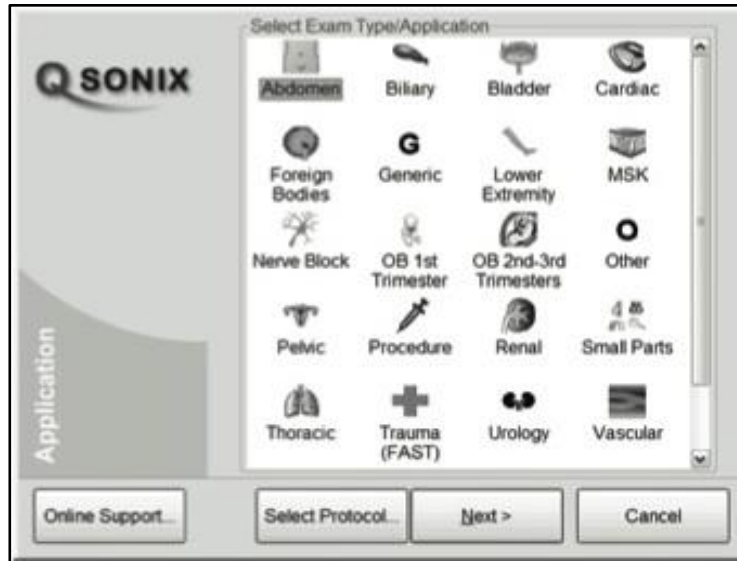 Select Exam Type/Application
Q SONIX
Abdomen
Biliary
Bladder
Cardiac
Foreign
Bodies
G
Generic
Lower
Extremity
MSK
Nerve Block
OB 1st
Trimester
OB 2nd-3rd
Trimesters
O
Other
Pelvic
Procedure
Renal
Small Parts
Thoracic
Trauma
(FAST)
Urology
Vascular
Application
Online Support...
Select Protocol...
Next >
Cancel